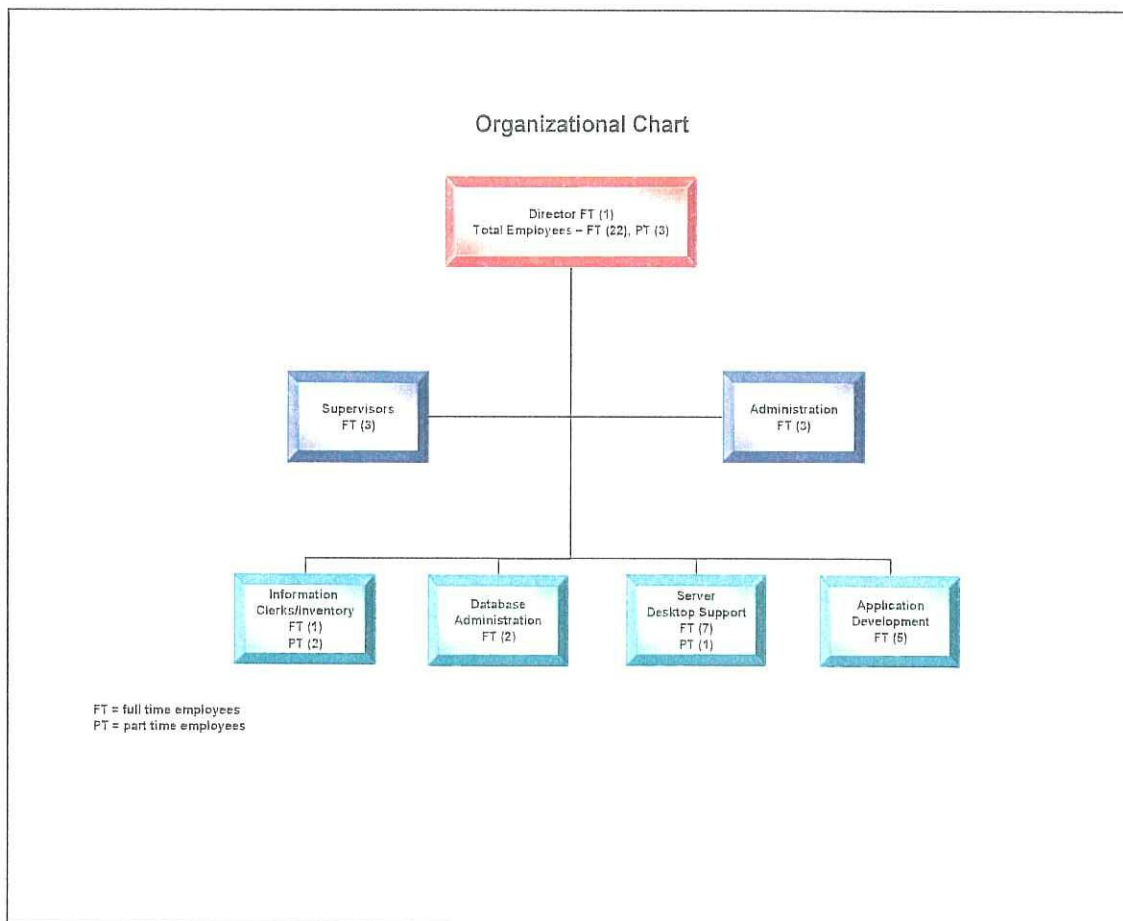 Organizational Chart
Director FT (1)
Total Employees – FT (22), PT (3)
Supervisors
FT (3)
Administration
FT (3)
Information
Clerks/Inventory
FT (1)
PT (2)
Database
Administration
FT (2)
Server
Desktop Support
FT (7)
PT (1)
Application
Development
FT (5)
FT = full time employees
PT = part time employees